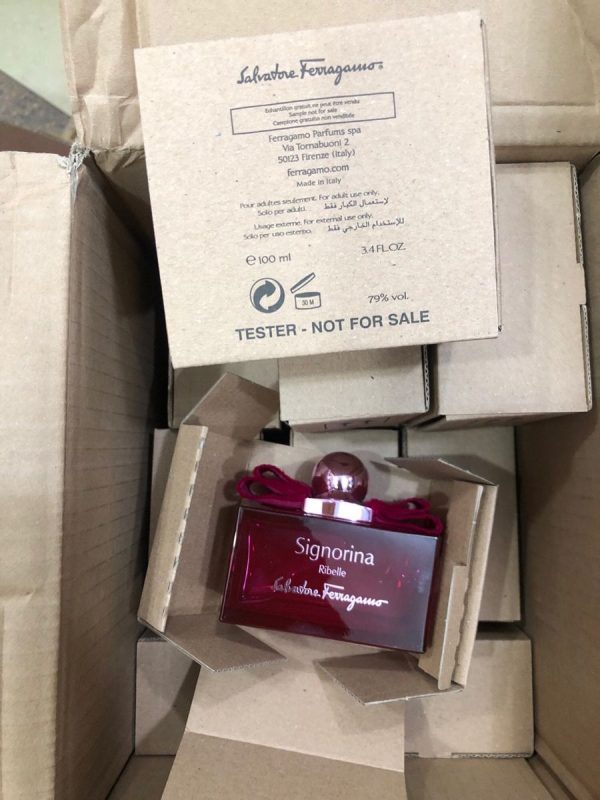 Salvatore Ferragamo
Échantillon gratuit ne peut être vendu
Sample not for sale
Campione gratuito non vendibile
Ferragamo Parfums spa
Via Tornabuoni 2
50123 Firenze (Italy)
ferragamo.com
Made in Italy
Pour adultes seulement. For adult use only.
Solo per adulti. لاستعمال الكبار فقط
Usage externe. For external use only.
Solo per uso esterno. للإستخدام الخارجي فقط
e 100 ml 3.4 FL.OZ.
30 M 79% vol.
TESTER - NOT FOR SALE
Signorina
Ribelle
Salvatore Ferragamo